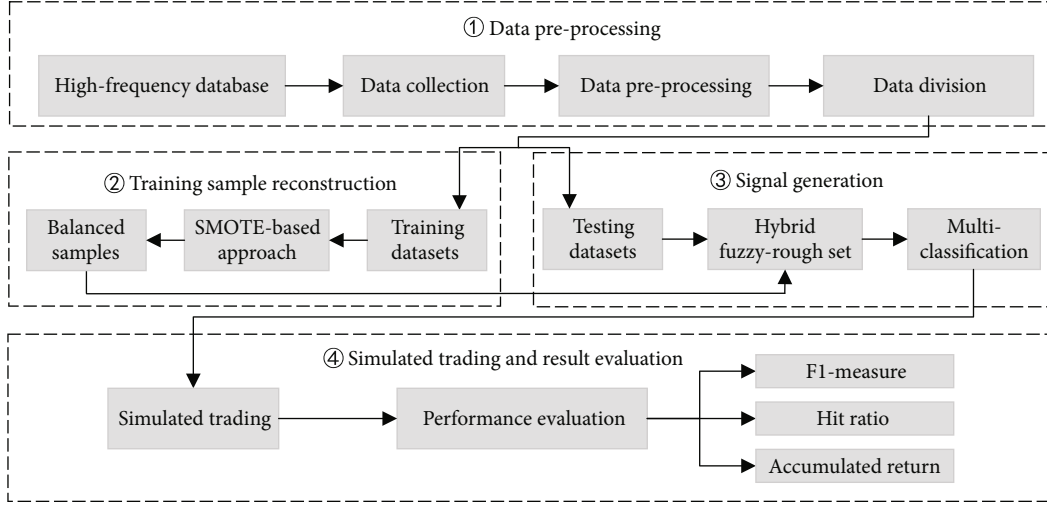 ① Data pre-processing
High-frequency database
Data collection
Data pre-processing
Data division
② Training sample reconstruction
Balanced
samples
SMOTE-based
approach
Training
datasets
③ Signal generation
Testing
datasets
Hybrid
fuzzy-rough set
Multi-
classification
④ Simulated trading and result evaluation
Simulated trading
Performance evaluation
F1-measure
Hit ratio
Accumulated return